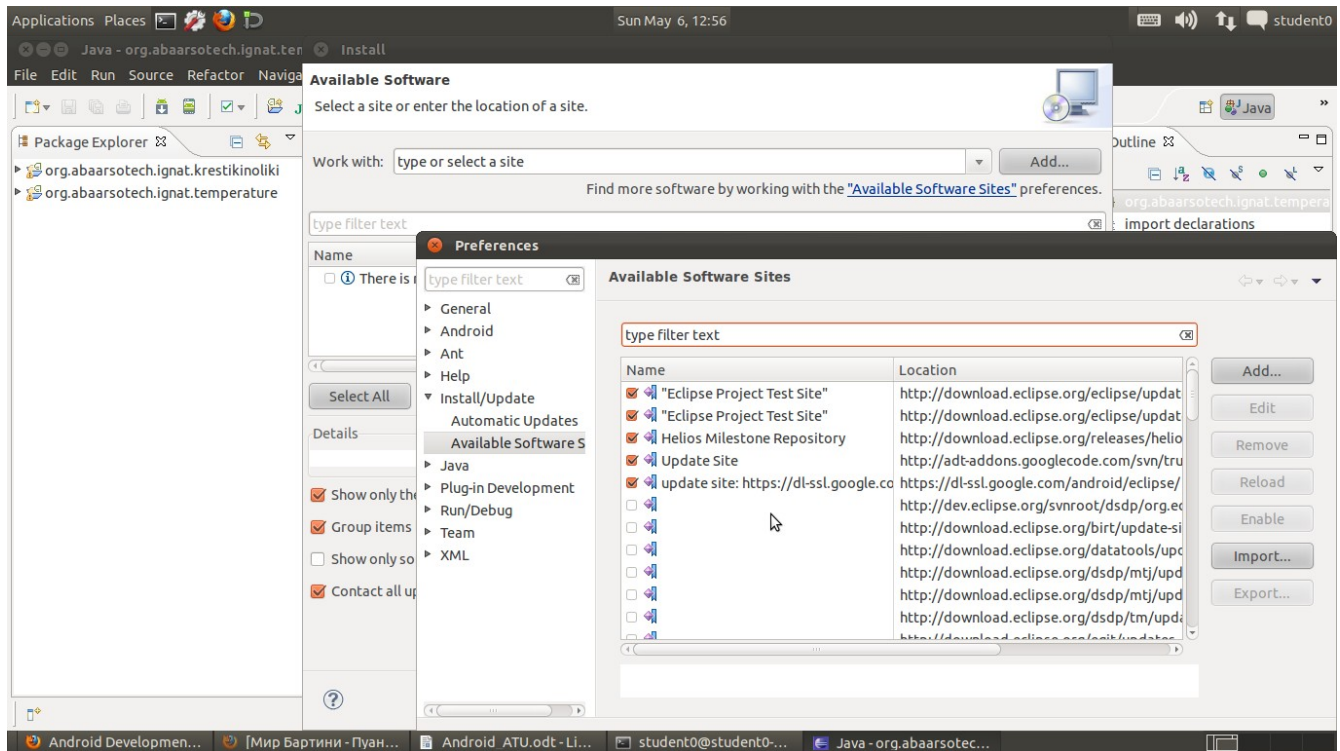 Applications Places
Sun May 6, 12:56
student0
Java - org.abaarsotech.ignat.ten
Install
File Edit Run Source Refactor Naviga
Available Software
Select a site or enter the location of a site.
Java
»
Package Explorer
Outline
Work with: type or select a site
Add...
org.abaarsotech.ignat.krestikinoliki
org.abaarsotech.ignat.temperature
Find more software by working with the "Available Software Sites" preferences.
org.abaarsotech.ignat.tempera
import declarations
type filter text
Name
There is
Select All
Details
Show only the
Group items
Show only so
Contact all up
Preferences
type filter text
General
Android
Ant
Help
Install/Update
Automatic Updates
Available Software S
Java
Plug-in Development
Run/Debug
Team
XML
Available Software Sites
type filter text
Name Location
"Eclipse Project Test Site" http://download.eclipse.org/eclipse/updat
"Eclipse Project Test Site" http://download.eclipse.org/eclipse/updat
Helios Milestone Repository http://download.eclipse.org/releases/helio
Update Site http://adt-addons.googlecode.com/svn/tru
update site: https://dl-ssl.google.co https://dl-ssl.google.com/android/eclipse/
http://dev.eclipse.org/svnroot/dsdp/org.ec
http://download.eclipse.org/birt/update-si
http://download.eclipse.org/datatools/upd
http://download.eclipse.org/dsdp/mtj/upd
http://download.eclipse.org/dsdp/mtj/upd
http://download.eclipse.org/dsdp/tm/upda
http://download.eclipse.org/egit/updates
Add...
Edit
Remove
Reload
Enable
Import...
Export...
Android Developmen...
[Мир Бартини - Пуан...
Android_ATU.odt - Li...
student0@student0-...
Java - org.abaarsotec...